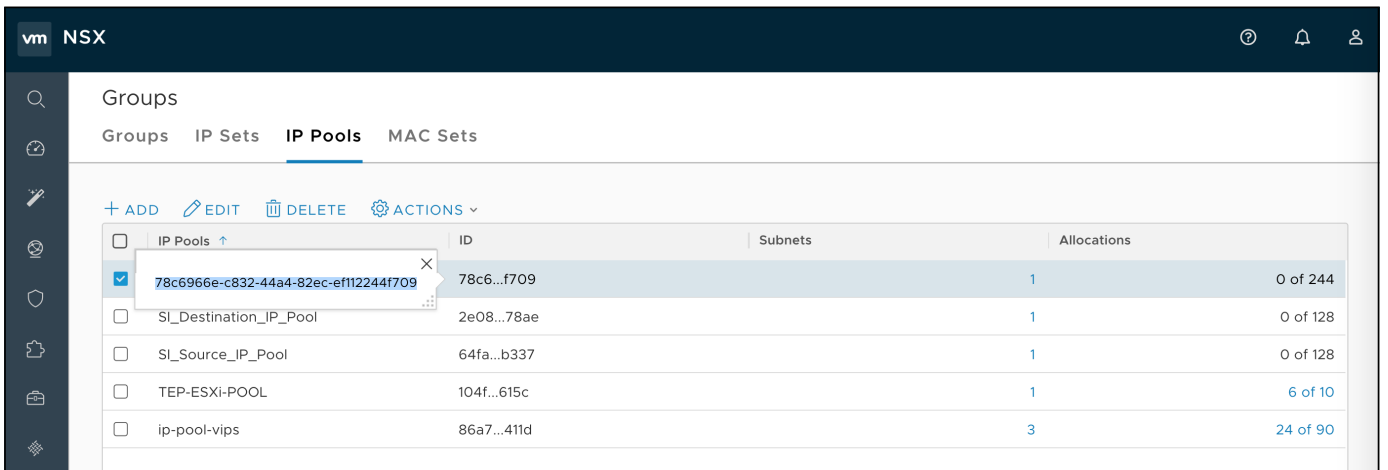 vm NSX
Groups
Groups IP Sets IP Pools MAC Sets
ADD EDIT DELETE ACTIONS
IP Pools ID Subnets Allocations
78c6966e-c832-44a4-82ec-ef112244f709 78c6...f709 1 0 of 244
SI_Destination_IP_Pool 2e08...78ae 1 0 of 128
SI_Source_IP_Pool 64fa...b337 1 0 of 128
TEP-ESXi-POOL 104f...615c 1 6 of 10
ip-pool-vips 86a7...411d 3 24 of 90